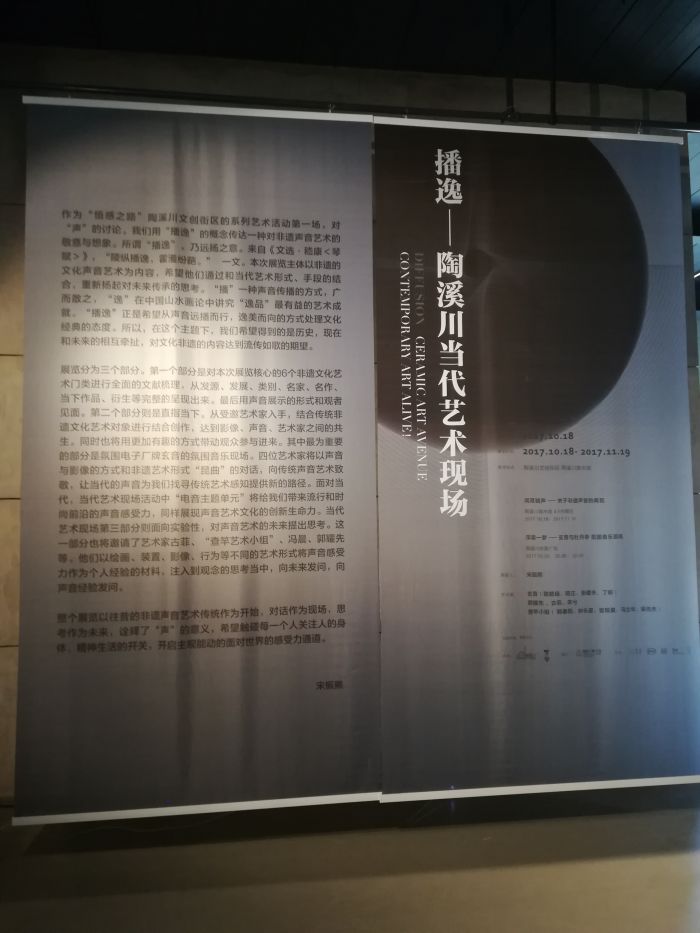 作为“悟感之路”陶溪川文创街区的系列艺术活动第一场，对
“声”的讨论。我们用“播逸”的概念传达一种对非遗声音艺术的
敬意与想象。所谓“播逸”，乃远扬之意。来自《文选·嵇康<琴
赋>》，“骏纵播逸，霍濩纷葩。”一文。本次展览主体以非遗的
文化声音艺术为内容，希望他们通过和当代艺术形式、手段的结
合，重新杨起对未来传承的思考。“播”一种声音传播的方式，广
而散之，“逸”在中国山水画论中讲究“逸品”最有益的艺术成
就。“播逸”正是希望从声音远播而行，逸美而向的方式处理文化
经典的态度。所以，在这个主题下，我们希望得到的是历史，现在
和未来的相互牵扯，对文化非遗的内容达到流传如歌的期望。
展览分为三个部分。第一个部分是对本次展览核心的6个非遗文化艺
术门类进行全面的文献梳理，从发源、发展、类别、名家、名作、
当下作品、衍生等完整的呈现出来。最后用声音展示的形式和观者
见面。第二个部分则是直指当下。从受邀艺术家入手，结合传统非
遗文化艺术对象进行结合创作，达到影像、声音、艺术家之间的共
生。同时也将用更加有趣的方式带动观众参与进来。其中最为重要
的部分是氛围电子厂牌玄音的氛围音乐现场。四位艺术家将以声音
与影像的方式和非遗艺术形式“昆曲”的对话，向传统声音艺术致
敬，让当代的声音为我们找寻传统艺术感知提供新的路径。面对当
代，当代艺术现场活动中“电音主题单元”将给我们带来流行和时
尚前沿的声音感受力，同样展现声音艺术文化的创新生命力。当代
艺术现场第三部分则面向实验性，对声音艺术的未来提出思考。这
一部分也将邀请了艺术家古菲、“查竿艺术小组”、冯晨、郭镭先
等。他们以绘画、装置、影像、行为等不同的艺术形式将声音感受
力作为个人经验的材料，注入到观念的思考当中，向未来发问，向
声音经验发问。
整个展览以往昔的非遗声音艺术传统作为开始，对话作为现场，思
考作为未来，诠释了“声”的意义，希望触碰每一个人关注人的身
体、精神生活的开关，开启主观能动的面对世界的感受力通道。
宋振熙
播逸——陶溪川当代艺术现场
DIFFUSION CERAMIC ART AVENUE
CONTEMPORARY ART ALIVE!
2017.10.18
2017.10.18- 2017.11.19
宋振熙